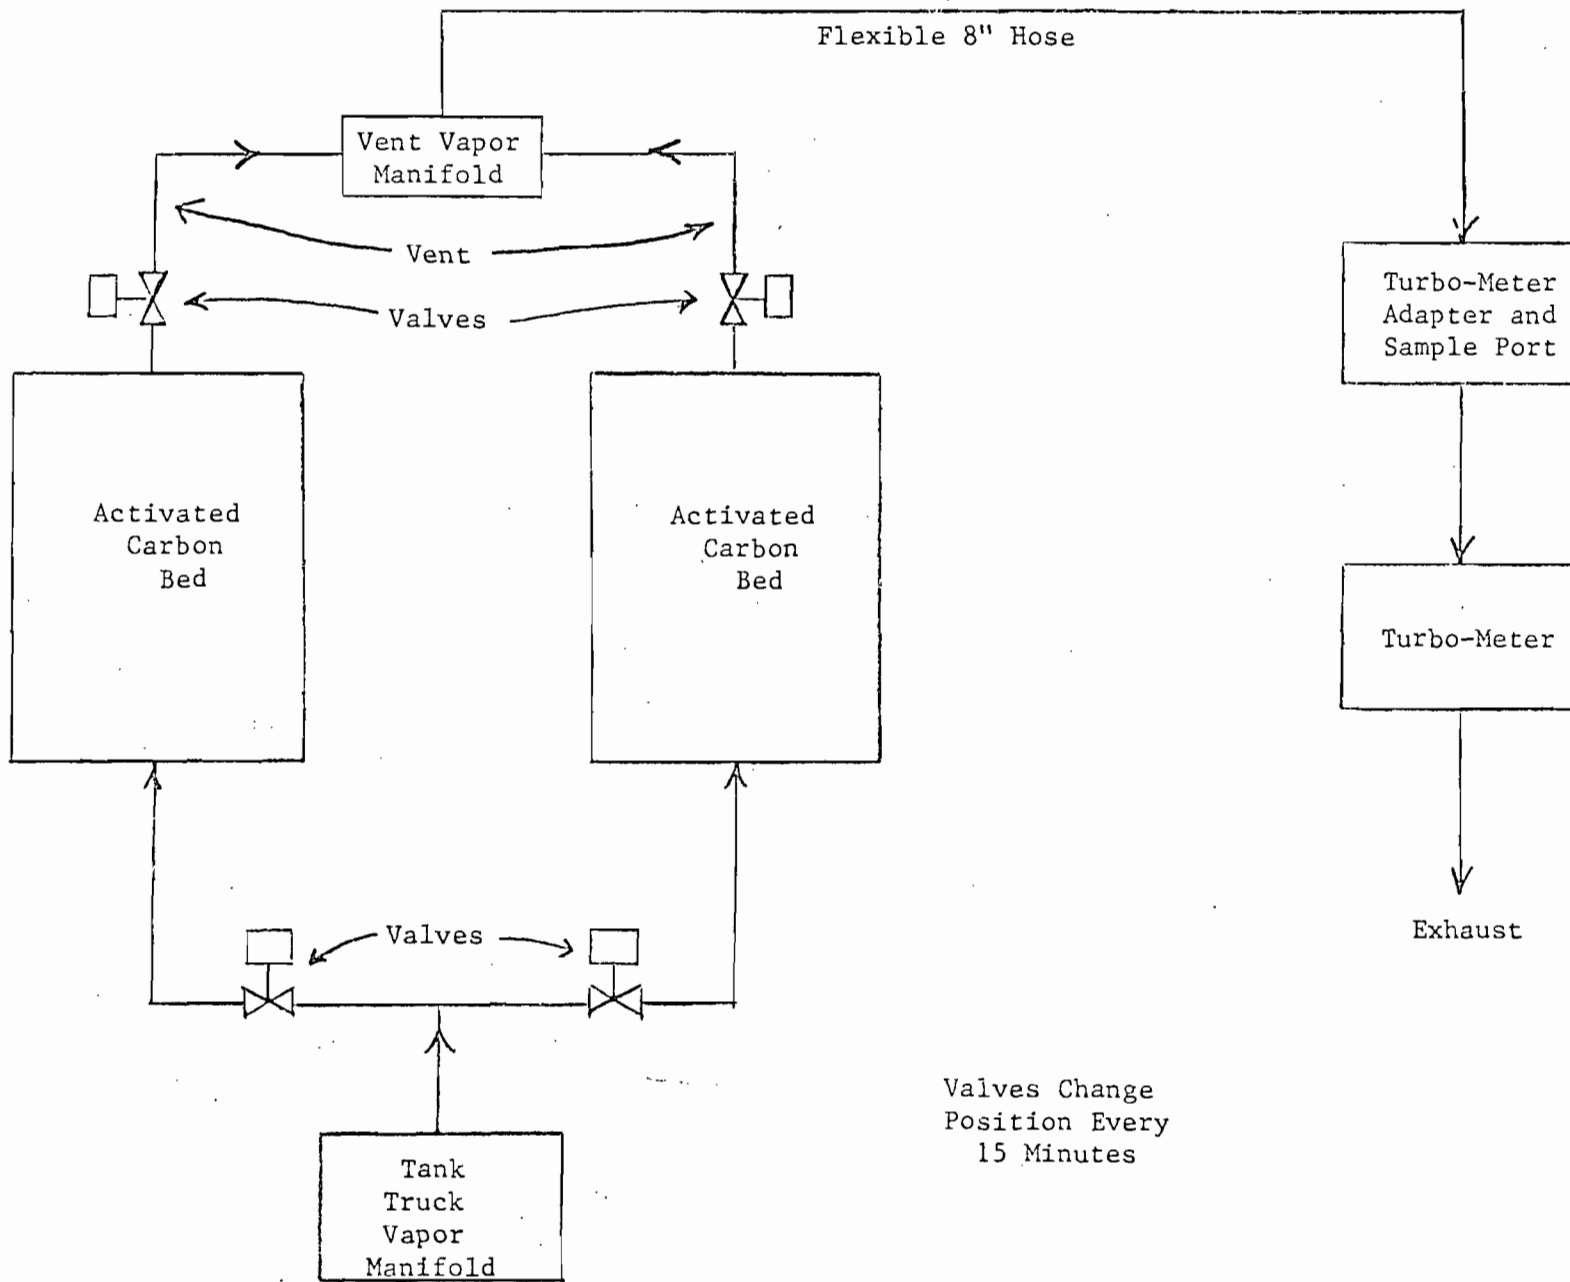 Flexible 8" Hose
Vent Vapor
Manifold
Vent
Valves
Turbo-Meter
Adapter and
Sample Port
Activated
Carbon
Bed
Activated
Carbon
Bed
Turbo-Meter
Valves
Exhaust
Valves Change
Position Every
15 Minutes
Tank
Truck
Vapor
Manifold